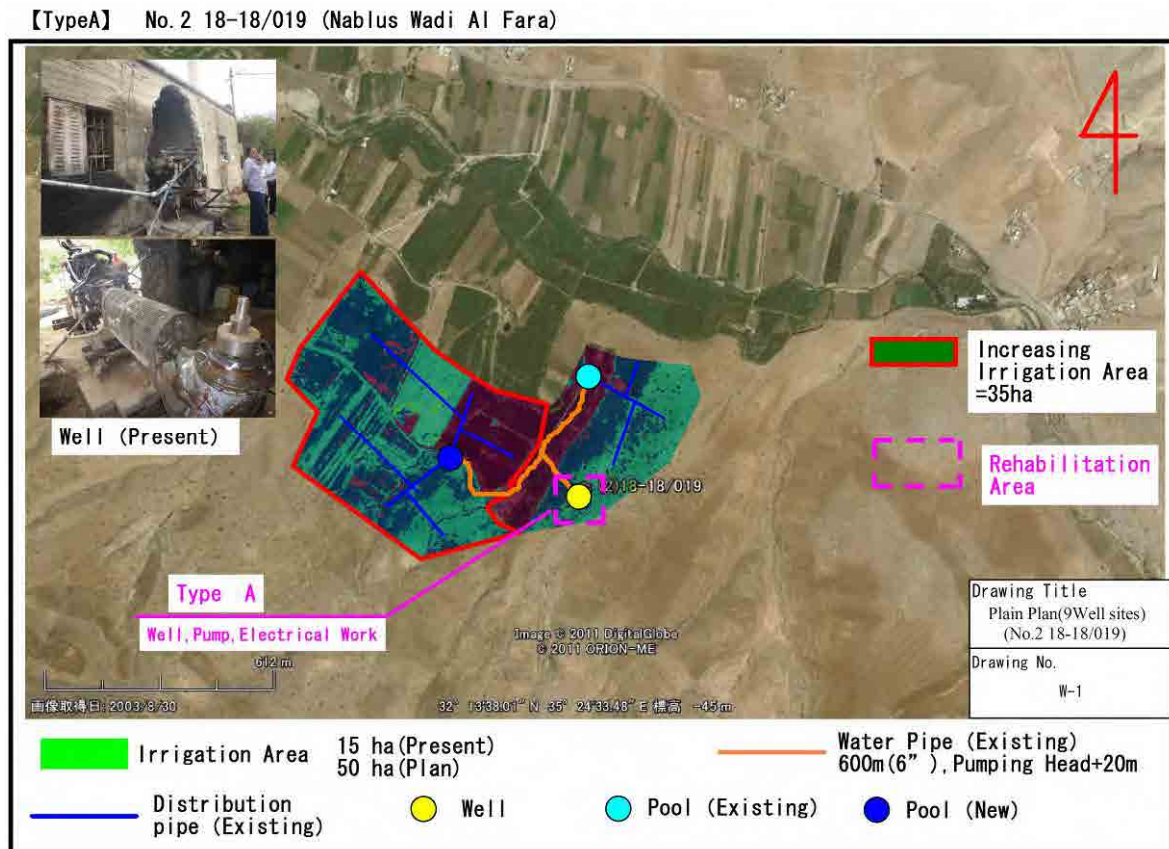 【TypeA】 No.2 18-18/019 (Nablus Wadi Al Fara)
Well (Present)
Increasing
Irrigation Area
=35ha
Rehabilitation
Area
2)18-18/019
Type A
Well,Pump,Electrical Work
612 m
Image © 2011 DigitalGlobe
© 2011 ORION-ME
画像取得日: 2003/8/30
32° 13'38.01" N 35° 24'33.48" E 標高 -45 m
Drawing Title
Plain Plan(9Well sites)
(No.2 18-18/019)
Drawing No.
W-1
Irrigation Area
15 ha(Present)
50 ha(Plan)
Water Pipe (Existing)
600m(6"),Pumping Head+20m
Distribution
pipe (Existing)
Well
Pool (Existing)
Pool (New)